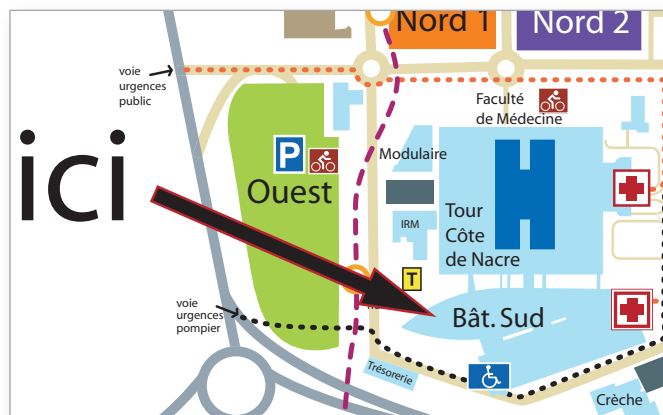 Nord 1
Nord 2
voie
urgences
public
Faculté
de Médecine
P
Modulaire
ici
Ouest
H
Tour
Côte
de Nacre
IRM
T
Bât. Sud
voie
urgences
pompier
Trésorerie
Crèche